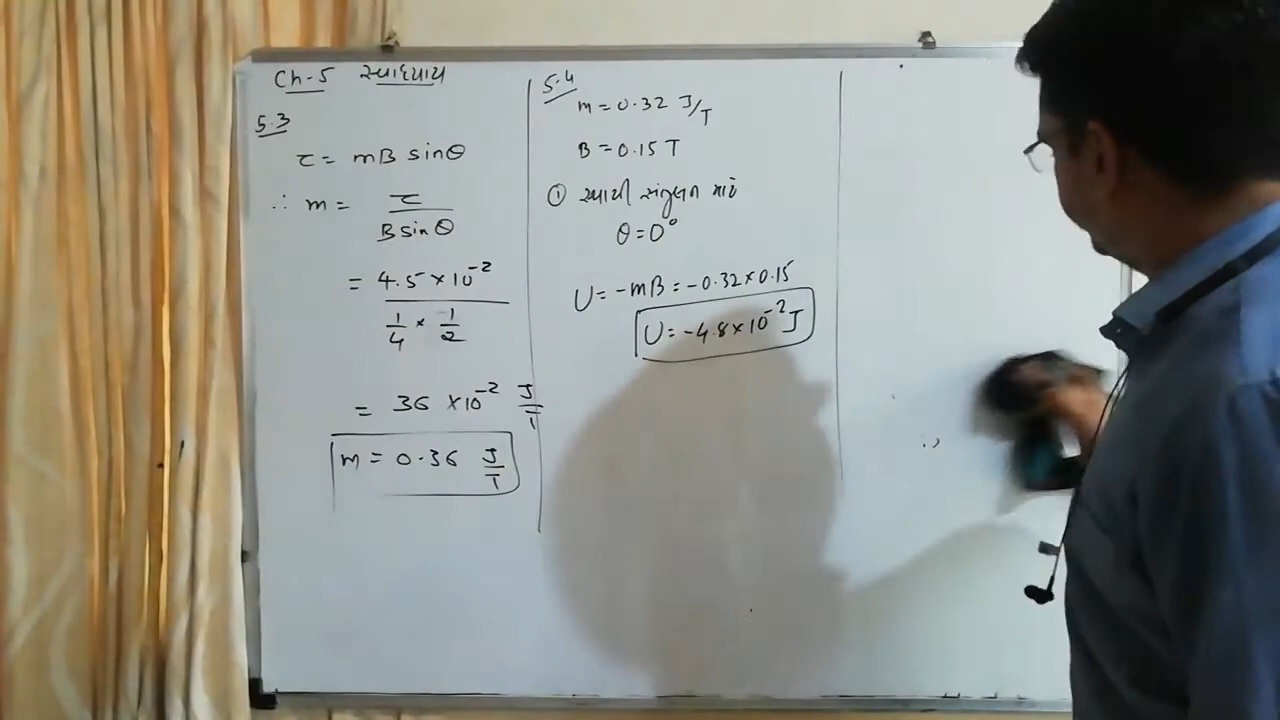 Ch-5 સ્વાધ્યાય
5.3
τ = mB sinθ
∴ m = τ / B sinθ
= 4.5 × 10⁻² / 1/4 × 1/2
= 36 × 10⁻² J/T
m = 0.36 J/T
5.4
m = 0.32 J/T
B = 0.15 T
① સ્થાયી સંતુલન માટે
θ = 0°
U = -mB = -0.32 × 0.15
U = -4.8 × 10⁻² J